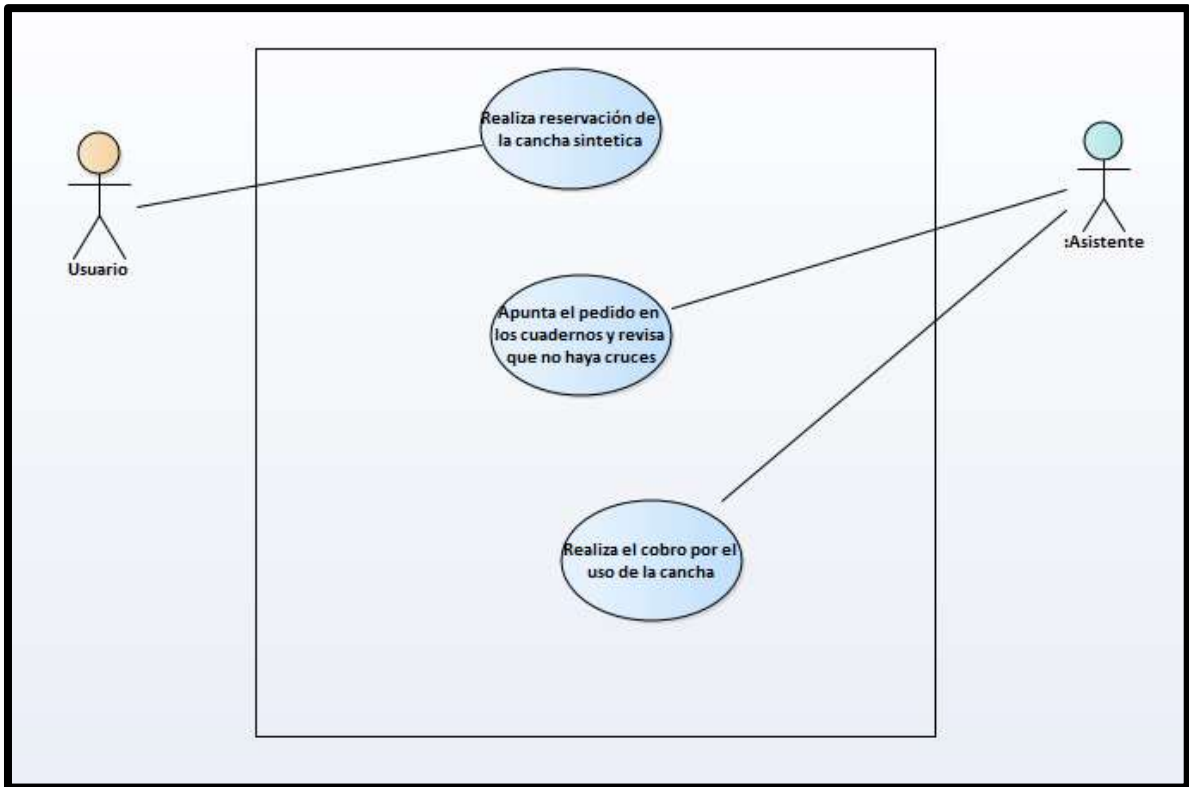 Realiza reservación de
la cancha sintetica
Usuario
:Asistente
Apunta el pedido en
los cuadernos y revisa
que no haya cruces
Realiza el cobro por el
uso de la cancha